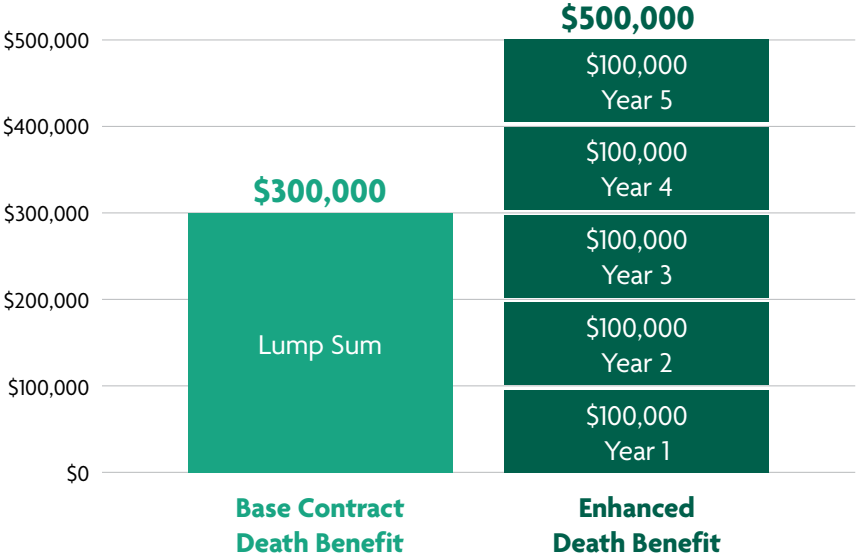 $500,000
$500,000
$100,000
Year 5
$400,000
$100,000
Year 4
$300,000
$300,000
$100,000
Year 3
$200,000
Lump Sum
$100,000
Year 2
$100,000
$100,000
Year 1
$0
Base Contract
Death Benefit
Enhanced
Death Benefit